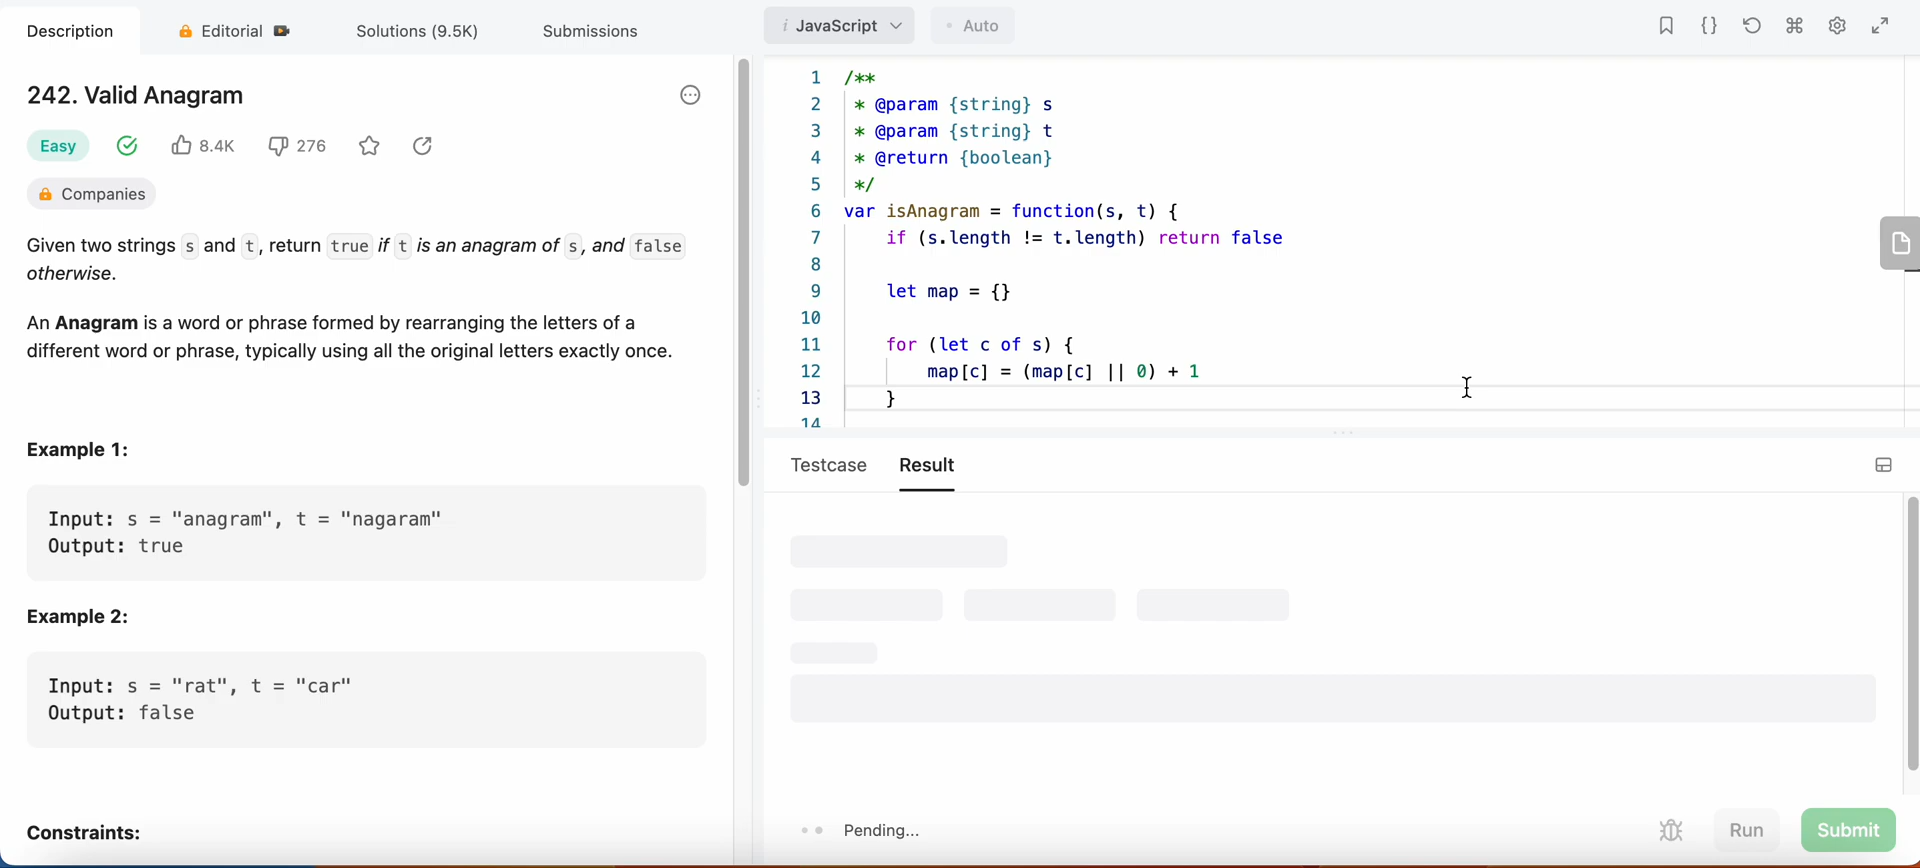 Description
Editorial
Solutions (9.5K)
Submissions
242. Valid Anagram
Easy
8.4K
276
Companies
Given two strings s and t, return true if t is an anagram of s, and false
otherwise.
An Anagram is a word or phrase formed by rearranging the letters of a
different word or phrase, typically using all the original letters exactly once.
Example 1:
Input: s = "anagram", t = "nagaram"
Output: true
Example 2:
Input: s = "rat", t = "car"
Output: false
Constraints:
i JavaScript
Auto
1 /**
2 * @param {string} s
3 * @param {string} t
4 * @return {boolean}
5 */
6 var isAnagram = function(s, t) {
7 if (s.length != t.length) return false
8
9 let map = {}
10
11 for (let c of s) {
12 map[c] = (map[c] || 0) + 1
13 }
14
Testcase
Result
Pending...
Run
Submit